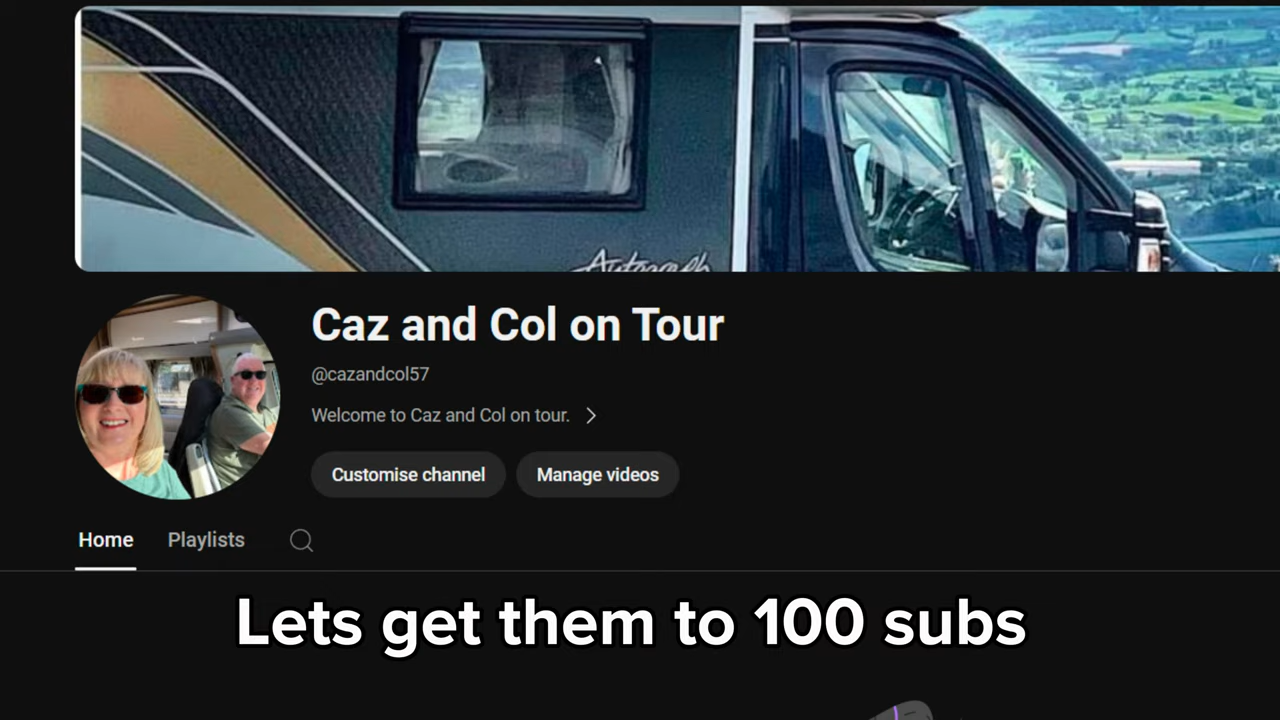 Autograph
Caz and Col on Tour
@cazandcol57
Welcome to Caz and Col on tour.
Customise channel
Manage videos
Home
Playlists
Lets get them to 100 subs